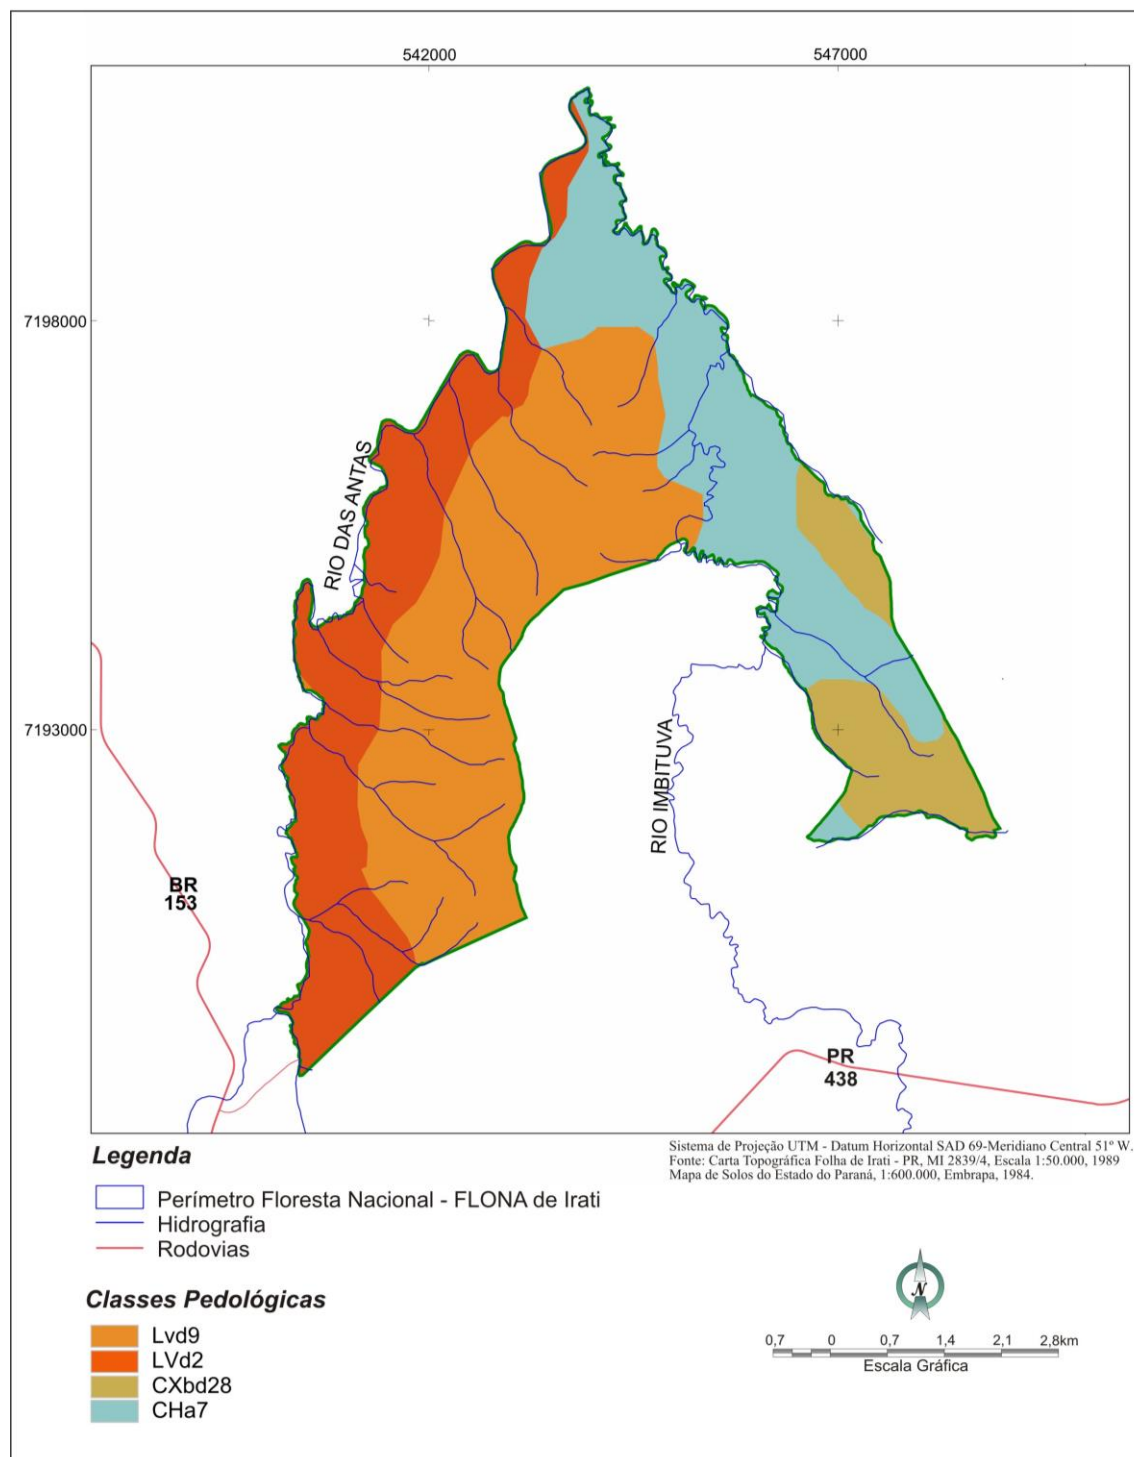 542000
547000
7198000
RIO DAS ANTAS
7193000
RIO IMBITUVA
BR
153
PR
438
Legenda
Perímetro Floresta Nacional - FLONA de Irati
Hidrografia
Rodovias
Sistema de Projeção UTM - Datum Horizontal SAD 69-Meridiano Central 51º W.
Fonte: Carta Topográfica Folha de Irati - PR, MI 2839/4, Escala 1:50.000, 1989
Mapa de Solos do Estado do Paraná, 1:600.000, Embrapa, 1984.
Classes Pedológicas
Lvd9
LVd2
CXbd28
CHa7
N
0,7 0 0,7 1,4 2,1 2,8km
Escala Gráfica